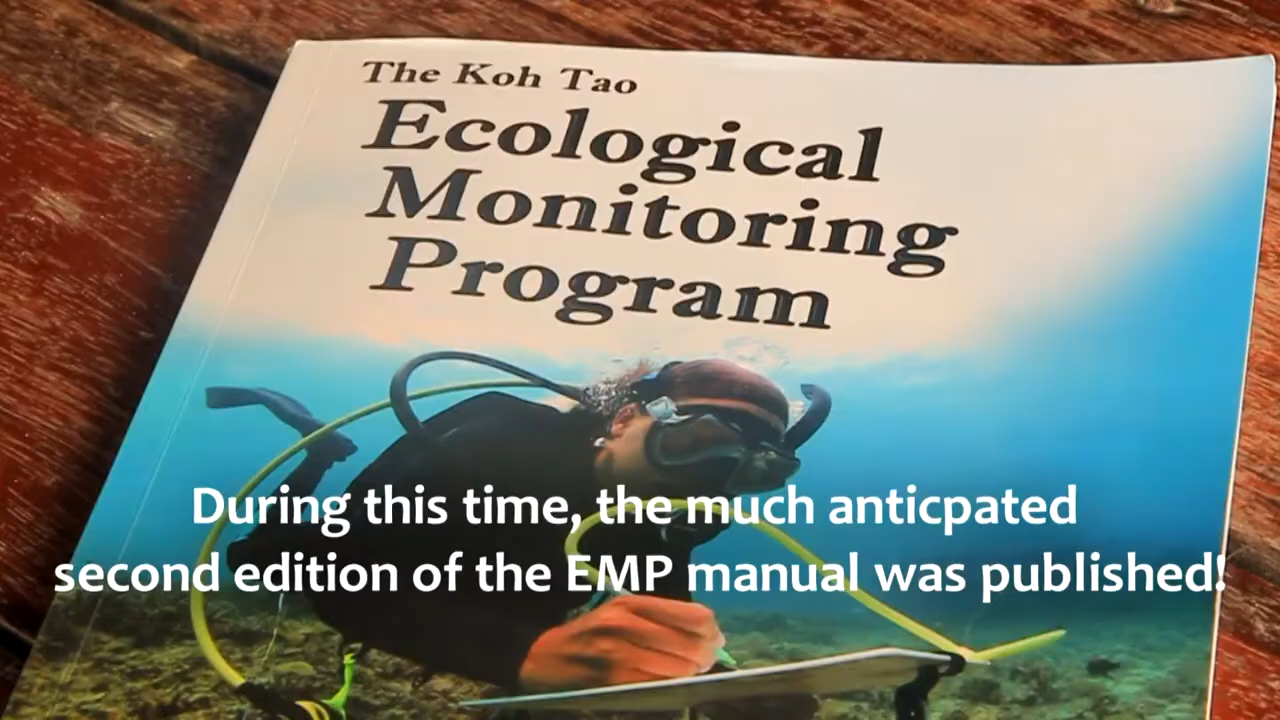 The Koh Tao
Ecological
Monitoring
Program
During this time, the much anticpated
second edition of the EMP manual was published!